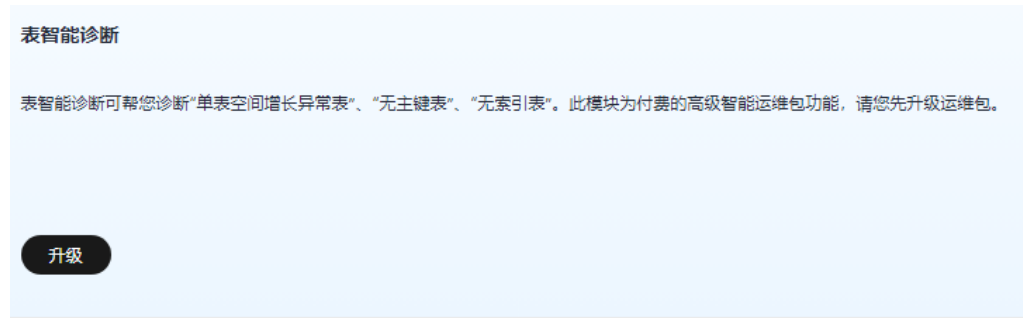 表智能诊断
表智能诊断可帮您诊断“单表空间增长异常表”、“无主键表”、“无索引表”。此模块为付费的高级智能运维包功能，请您先升级运维包。
升级